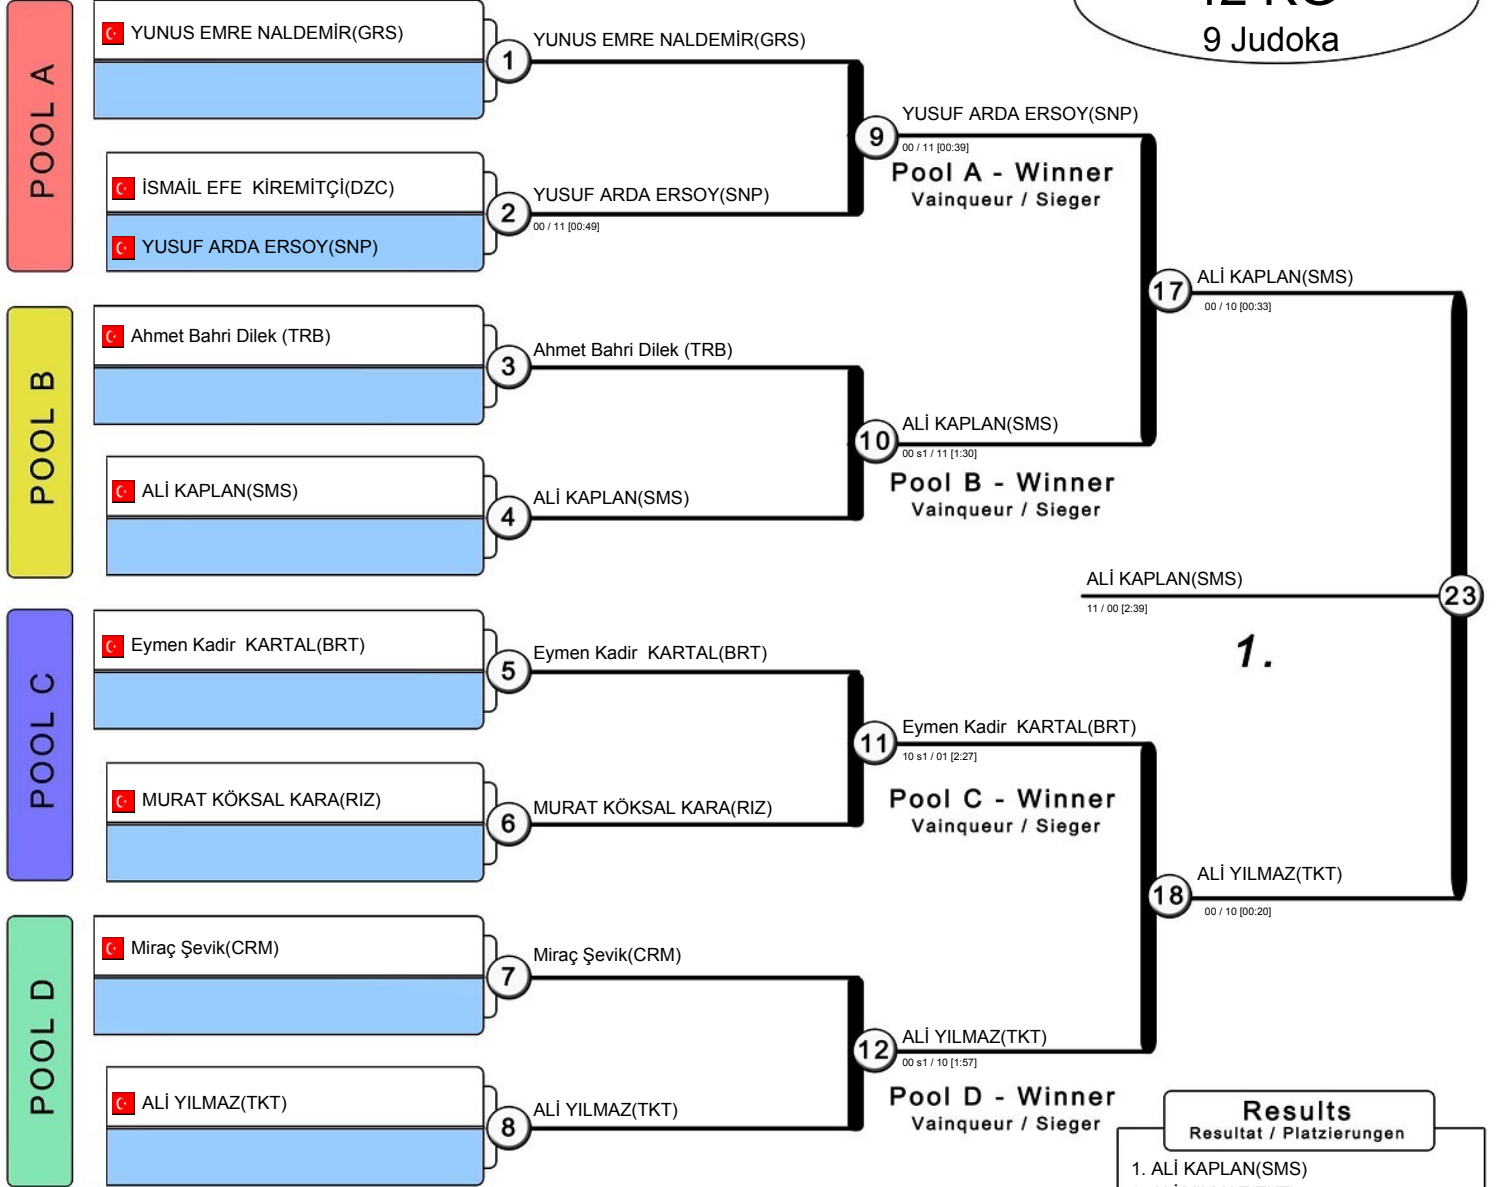 9 Judoka
POOL A
YUNUS EMRE NALDEMİR(GRS)
1
YUNUS EMRE NALDEMİR(GRS)
İSMAİL EFE KİREMİTÇİ(DZC)
YUSUF ARDA ERSOY(SNP)
2
YUSUF ARDA ERSOY(SNP)
00 / 11 [00:49]
9
YUSUF ARDA ERSOY(SNP)
00 / 11 [00:39]
Pool A - Winner
Vainqueur / Sieger
POOL B
Ahmet Bahri Dilek (TRB)
3
Ahmet Bahri Dilek (TRB)
ALİ KAPLAN(SMS)
4
ALİ KAPLAN(SMS)
10
ALİ KAPLAN(SMS)
00 s1 / 11 [1:30]
Pool B - Winner
Vainqueur / Sieger
17
ALİ KAPLAN(SMS)
00 / 10 [00:33]
POOL C
Eymen Kadir KARTAL(BRT)
5
Eymen Kadir KARTAL(BRT)
MURAT KÖKSAL KARA(RIZ)
6
MURAT KÖKSAL KARA(RIZ)
11
Eymen Kadir KARTAL(BRT)
10 s1 / 01 [2:27]
Pool C - Winner
Vainqueur / Sieger
POOL D
Miraç Şevik(CRM)
7
Miraç Şevik(CRM)
ALİ YILMAZ(TKT)
8
ALİ YILMAZ(TKT)
12
ALİ YILMAZ(TKT)
00 s1 / 10 [1:57]
Pool D - Winner
Vainqueur / Sieger
18
ALİ YILMAZ(TKT)
00 / 10 [00:20]
ALİ KAPLAN(SMS)
11 / 00 [2:39]
23
1.
Results
Resultat / Platzierungen
1. ALİ KAPLAN(SMS)